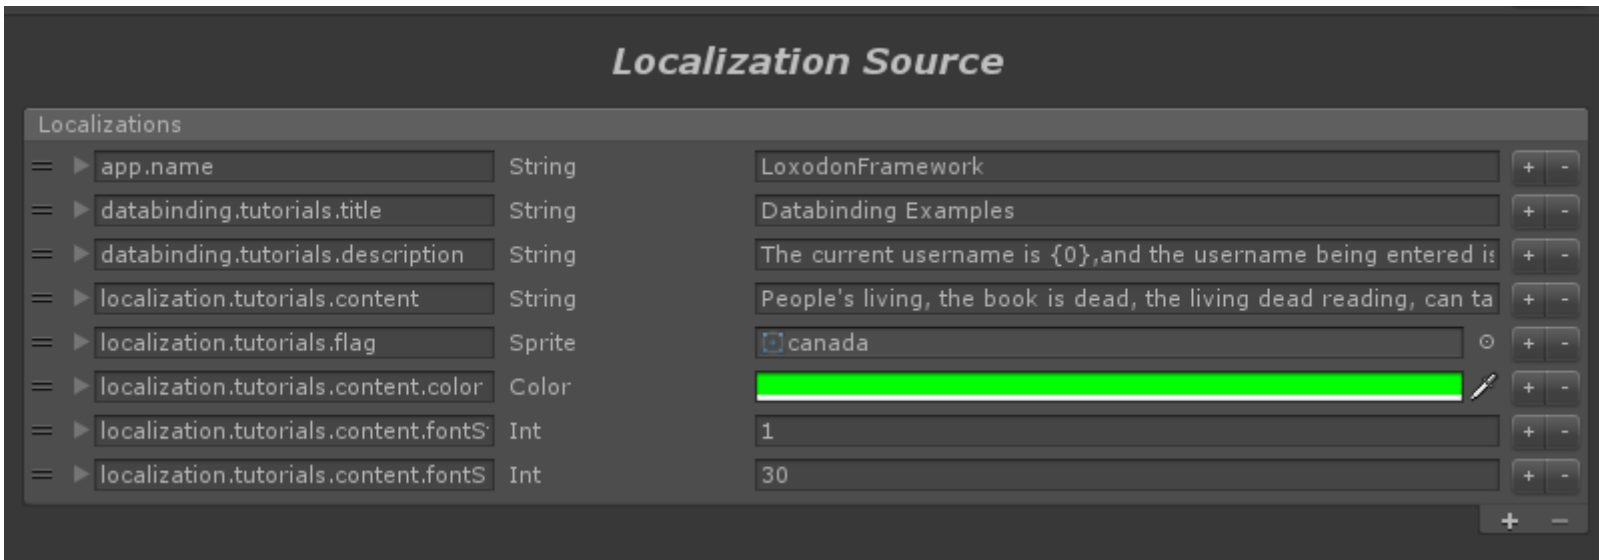 Localization Source
Localizations
app.name String LoxodonFramework + -
databinding.tutorials.title String Databinding Examples + -
databinding.tutorials.description String The current username is {0},and the username being entered is + -
localization.tutorials.content String People's living, the book is dead, the living dead reading, can ta + -
localization.tutorials.flag Sprite canada + -
localization.tutorials.content.color Color + -
localization.tutorials.content.fontS Int 1 + -
localization.tutorials.content.fontS Int 30 + -
+ −